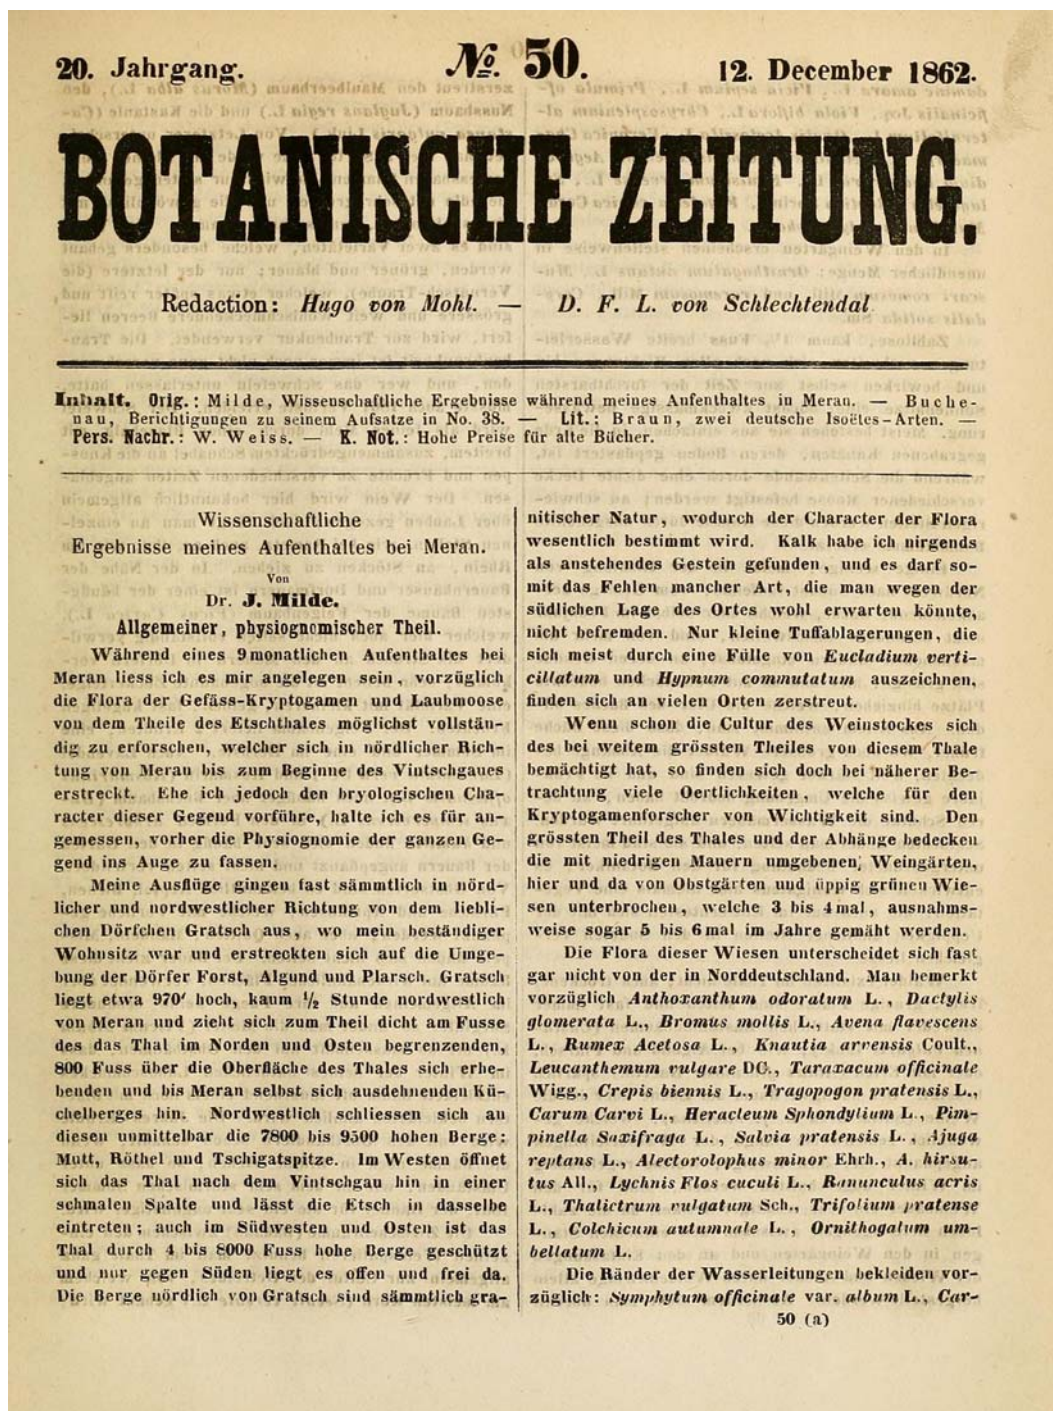 20. Jahrgang.
№. 50.
12. December 1862.
BOTANISCHE ZEITUNG.
Redaction: Hugo von Mohl. — D. F. L. von Schlechtendal
Inhalt. Orig.: Milde, Wissenschaftliche Ergebnisse während meines Aufenthaltes in Meran. — Buche-
nau, Berichtigungen zu seinem Aufsatze in No. 38. — Lit.: Braun, zwei deutsche Isoëtes-Arten. —
Pers. Nachr.: W. Weiss. — K. Not.: Hohe Preise für alte Bücher.
Wissenschaftliche
Ergebnisse meines Aufenthaltes bei Meran.
Von
Dr. J. Milde.
Allgemeiner, physiognomischer Theil.
Während eines 9monatlichen Aufenthaltes bei
Meran liess ich es mir angelegen sein, vorzüglich
die Flora der Gefäss-Kryptogamen und Laubmoose
von dem Theile des Etschthales möglichst vollstän-
dig zu erforschen, welcher sich in nördlicher Rich-
tung von Meran bis zum Beginne des Vintschgaues
erstreckt. Ehe ich jedoch den bryologischen Cha-
racter dieser Gegend vorführe, halte ich es für an-
gemessen, vorher die Physiognomie der ganzen Ge-
gend ins Auge zu fassen.
Meine Ausflüge gingen fast sämmtlich in nörd-
licher und nordwestlicher Richtung von dem liebli-
chen Dörfchen Gratsch aus, wo mein beständiger
Wohnsitz war und erstreckten sich auf die Umge-
bung der Dörfer Forst, Algund und Plarsch. Gratsch
liegt etwa 970′ hoch, kaum ½ Stunde nordwestlich
von Meran und zieht sich zum Theil dicht am Fusse
des das Thal im Norden und Osten begrenzenden,
800 Fuss über die Oberfläche des Thales sich erhe-
benden und bis Meran selbst sich ausdehnenden Kü-
chelberges hin. Nordwestlich schliessen sich an
diesen unmittelbar die 7800 bis 9500 hohen Berge:
Mutt, Röthel und Tschigatspitze. Im Westen öffnet
sich das Thal nach dem Vintschgau hin in einer
schmalen Spalte und lässt die Etsch in dasselbe
eintreten; auch im Südwesten und Osten ist das
Thal durch 4 bis 8000 Fuss hohe Berge geschützt
und nur gegen Süden liegt es offen und frei da.
Die Berge nördlich von Gratsch sind sämmtlich gra-
nitischer Natur, wodurch der Character der Flora
wesentlich bestimmt wird. Kalk habe ich nirgends
als anstehendes Gestein gefunden, und es darf so-
mit das Fehlen mancher Art, die man wegen der
südlichen Lage des Ortes wohl erwarten könnte,
nicht befremden. Nur kleine Tuffablagerungen, die
sich meist durch eine Fülle von Eucladium verti-
cillatum und Hypnum commutatum auszeichnen,
finden sich an vielen Orten zerstreut.
Wenn schon die Cultur des Weinstockes sich
des bei weitem grössten Theiles von diesem Thale
bemächtigt hat, so finden sich doch bei näherer Be-
trachtung viele Oertlichkeiten, welche für den
Kryptogamenforscher von Wichtigkeit sind. Den
grössten Theil des Thales und der Abhänge bedecken
die mit niedrigen Mauern umgebenen Weingärten,
hier und da von Obstgärten und üppig grünen Wie-
sen unterbrochen, welche 3 bis 4mal, ausnahms-
weise sogar 5 bis 6mal im Jahre gemäht werden.
Die Flora dieser Wiesen unterscheidet sich fast
gar nicht von der in Norddeutschland. Man bemerkt
vorzüglich Anthoxanthum odoratum L., Dactylis
glomerata L., Bromus mollis L., Avena flavescens
L., Rumex Acetosa L., Knautia arvensis Coult.,
Leucanthemum vulgare DC., Taraxacum officinale
Wigg., Crepis biennis L., Tragopogon pratensis L.,
Carum Carvi L., Heracleum Sphondylium L., Pim-
pinella Saxifraga L., Salvia pratensis L., Ajuga
reptans L., Alectorolophus minor Ehrh., A. hirsu-
tus All., Lychnis Flos cuculi L., Ranunculus acris
L., Thalictrum vulgatum Sch., Trifolium pratense
L., Colchicum autumnale L., Ornithogalum um-
bellatum L.
Die Ränder der Wasserleitungen bekleiden vor-
züglich: Symphytum officinale var. album L., Car-
50 (a)